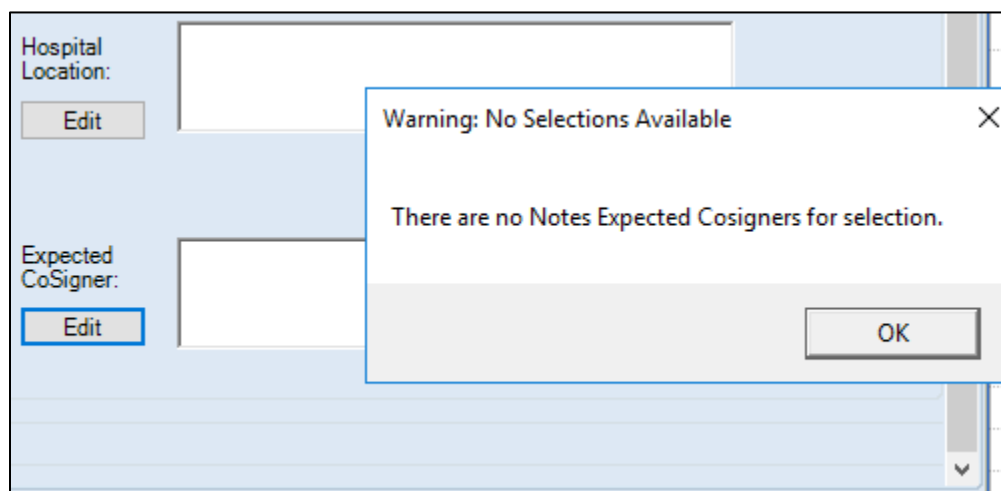 Hospital
Location:
Edit
Warning: No Selections Available
There are no Notes Expected Cosigners for selection.
Expected
CoSigner:
Edit
OK